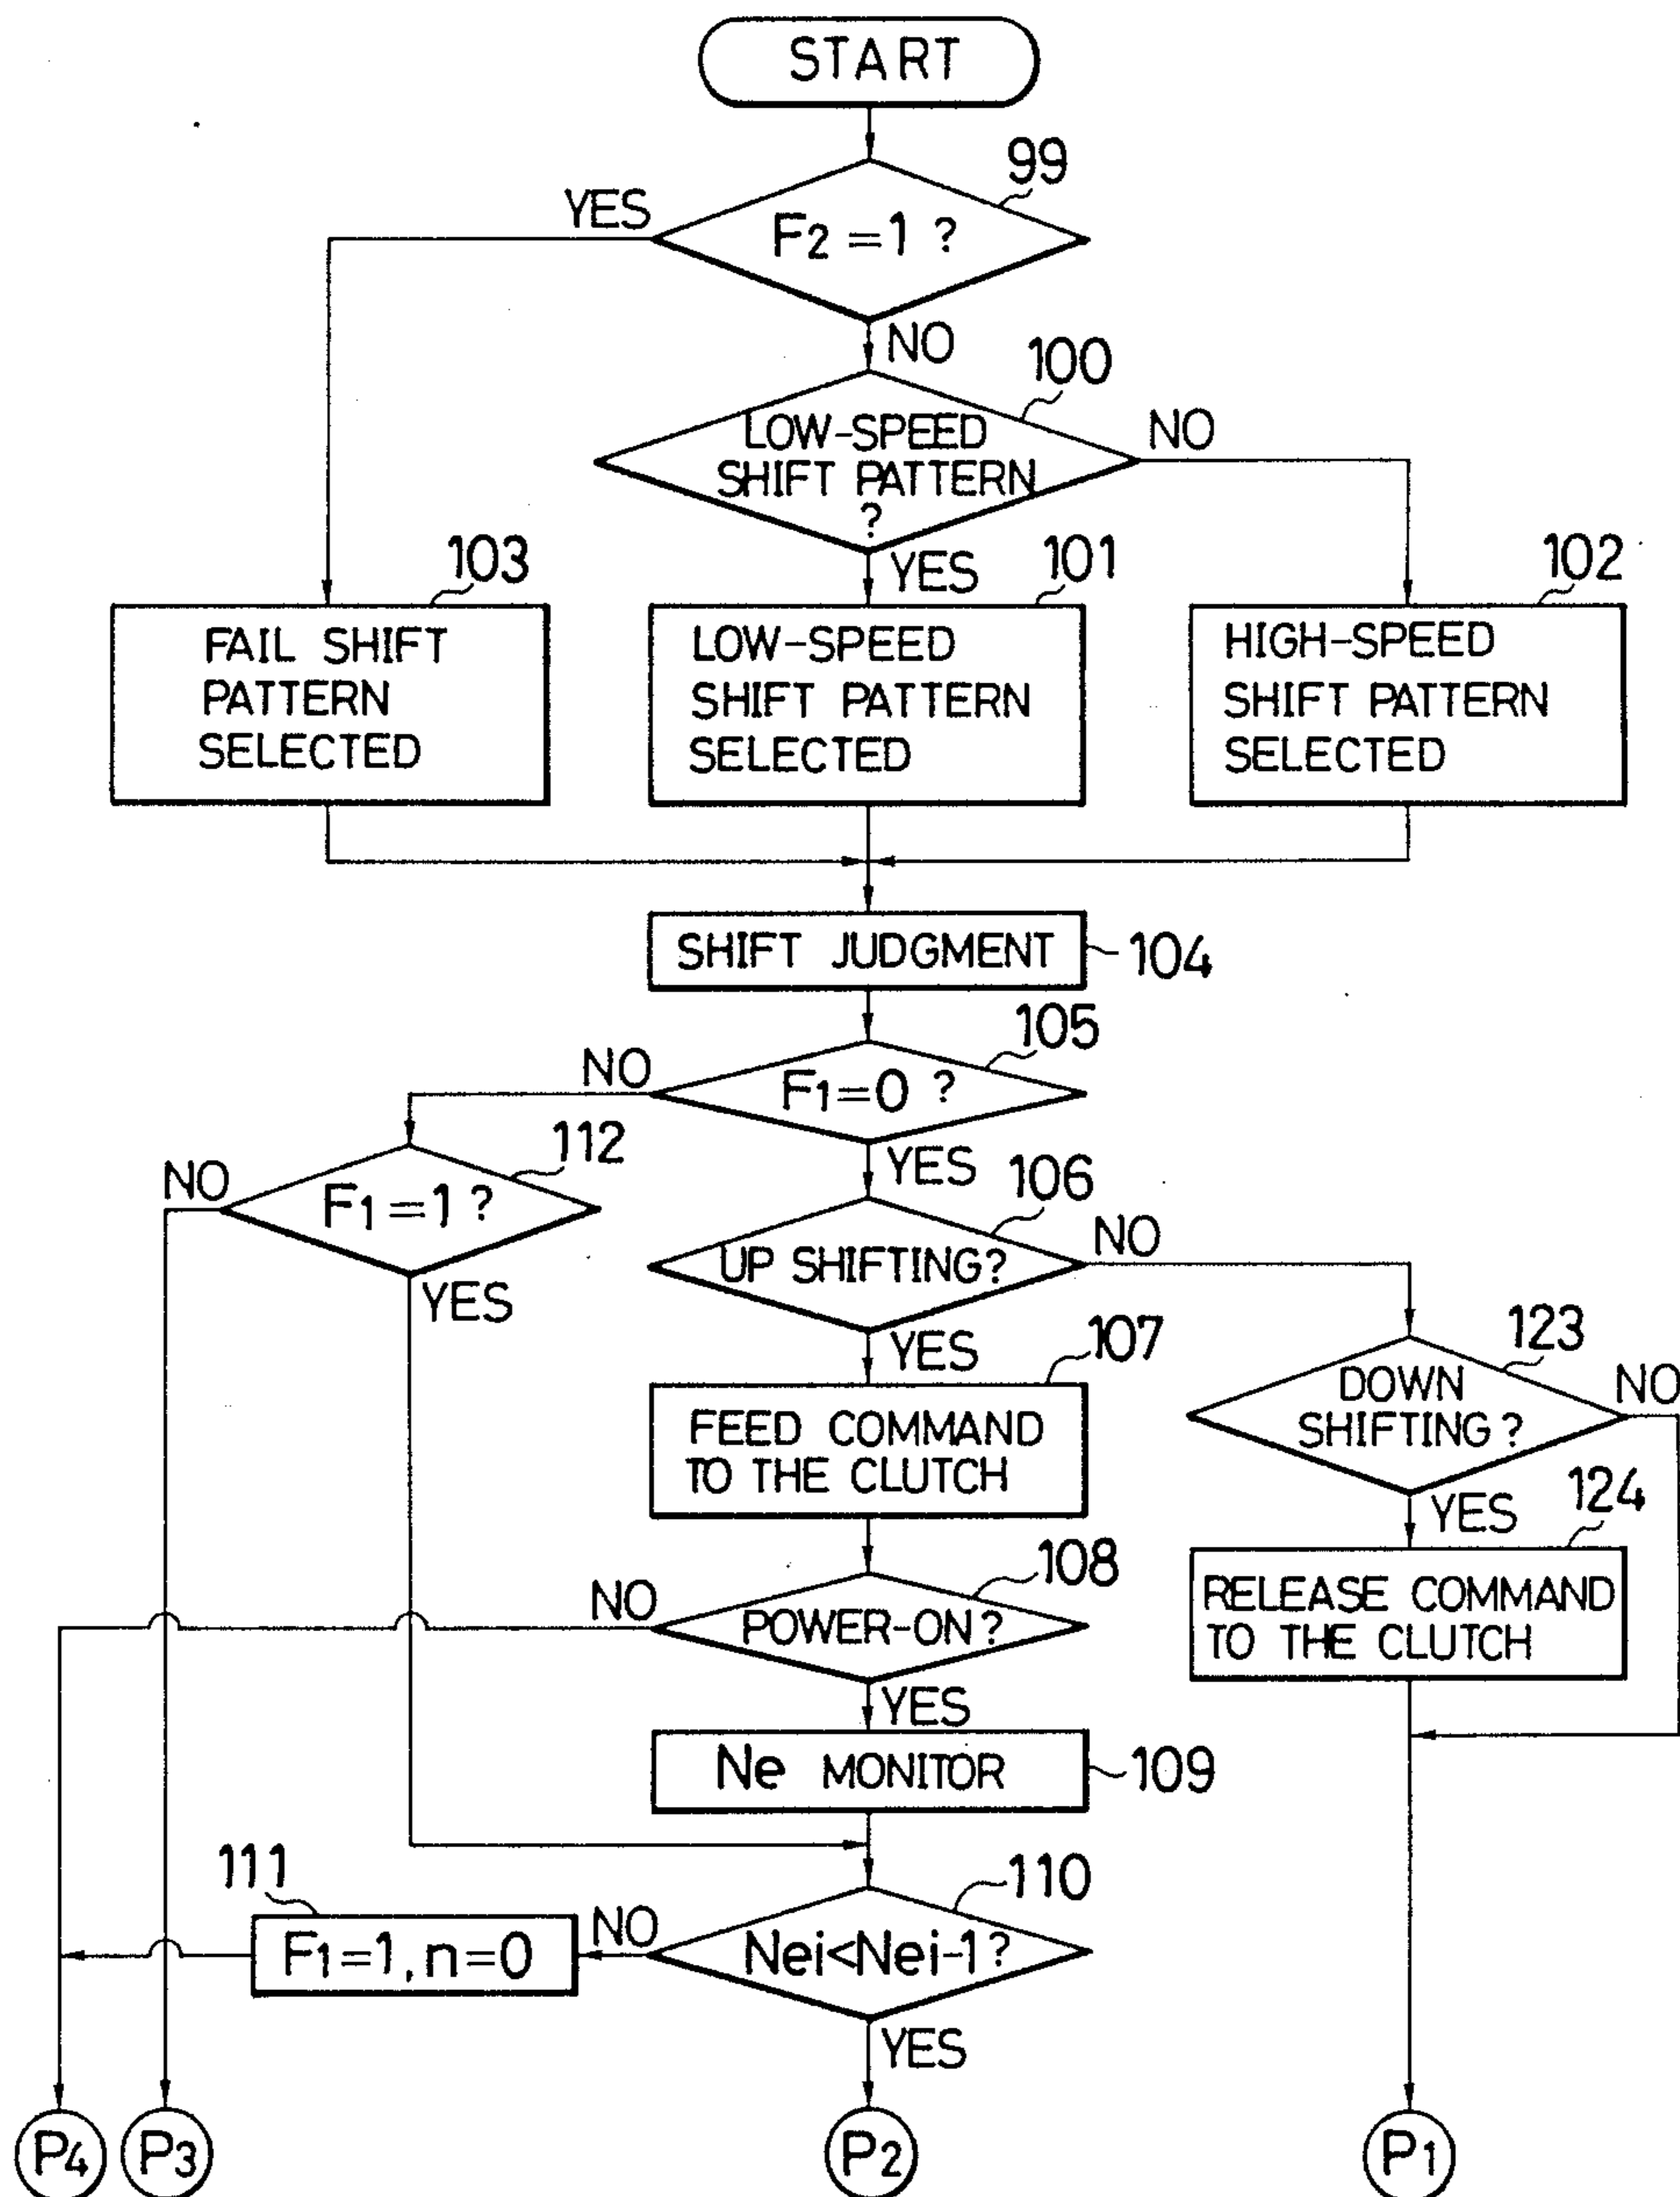 START
99
YES
F2=1 ?
NO
100
LOW-SPEED
SHIFT PATTERN
?
NO
YES
103
101
102
FAIL SHIFT
PATTERN
SELECTED
LOW-SPEED
SHIFT PATTERN
SELECTED
HIGH-SPEED
SHIFT PATTERN
SELECTED
SHIFT JUDGMENT
104
105
NO
F1=0 ?
YES
112
NO
F1=1 ?
YES
106
UP SHIFTING?
NO
YES
107
FEED COMMAND
TO THE CLUTCH
123
DOWN
SHIFTING?
NO
YES
124
RELEASE COMMAND
TO THE CLUTCH
108
NO
POWER-ON?
YES
Ne MONITOR
109
111
F1=1, n=0
NO
110
Nei<Nei-1?
YES
P4
P3
P2
P1